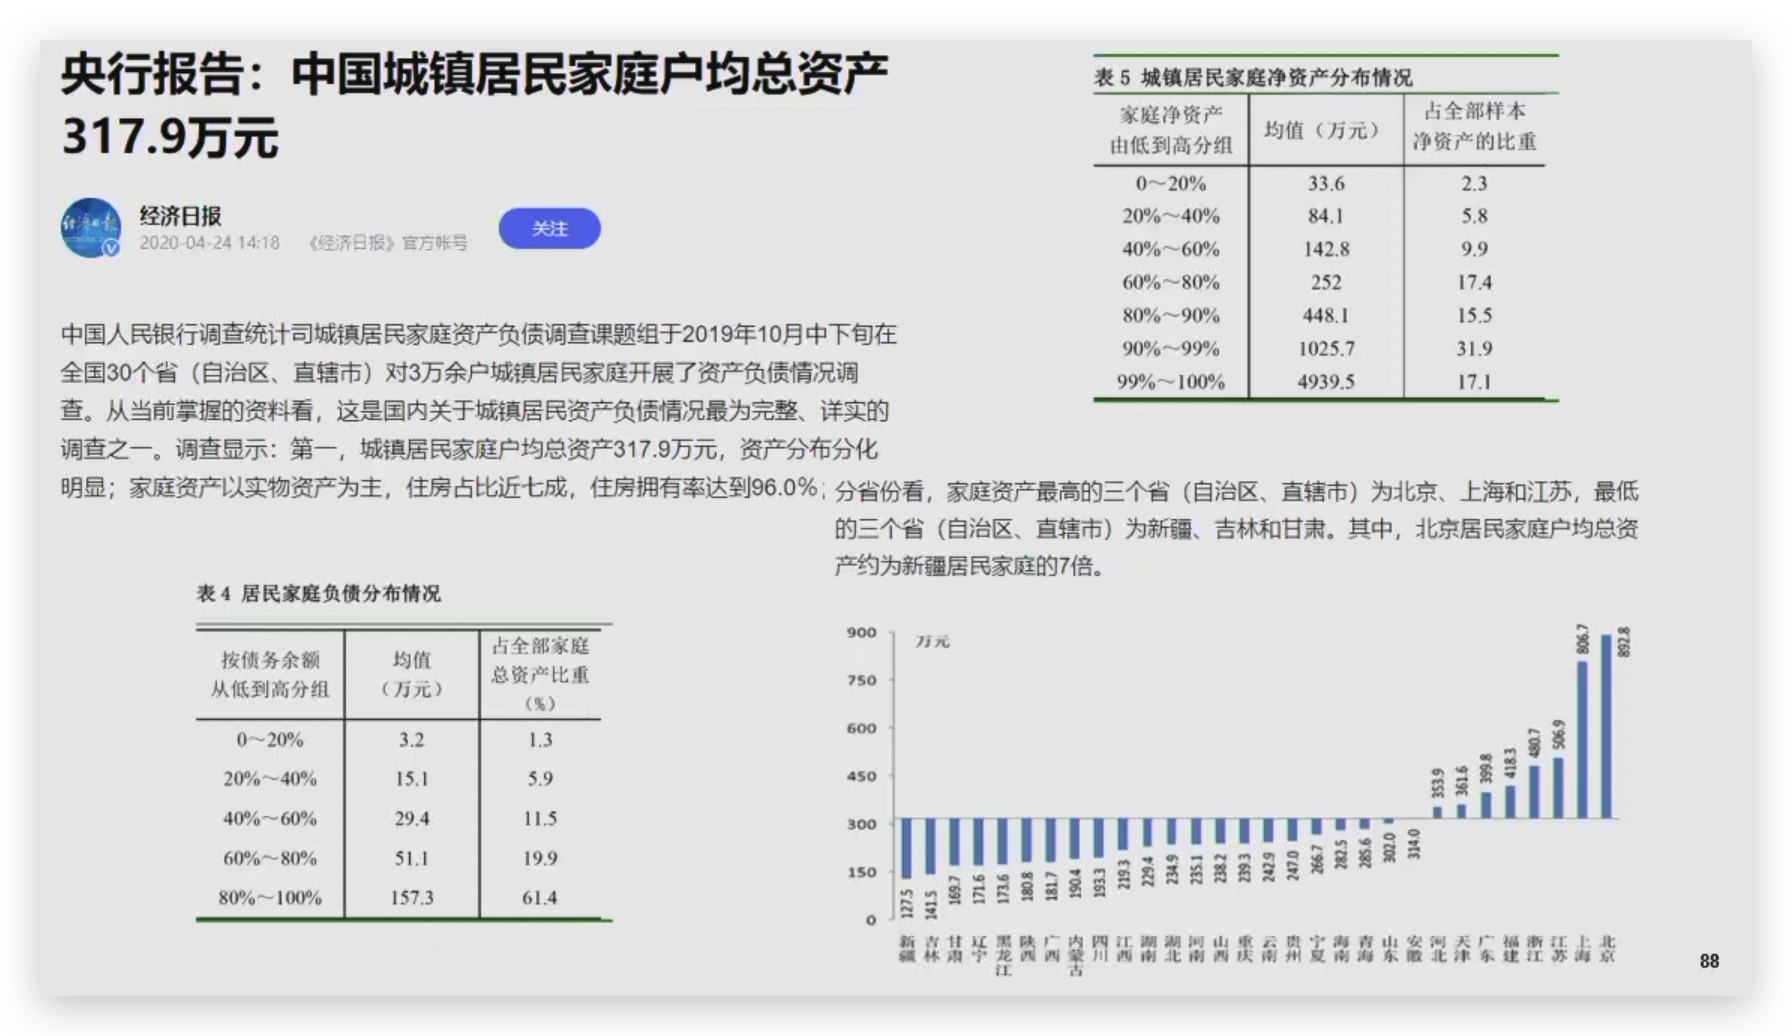 央行报告：中国城镇居民家庭户均总资产
317.9万元
经济日报
2020-04-24 14:18 《经济日报》官方帐号
关注
中国人民银行调查统计司城镇居民家庭资产负债调查课题组于2019年10月中下旬在
全国30个省（自治区、直辖市）对3万余户城镇居民家庭开展了资产负债情况调
查。从当前掌握的资料看，这是国内关于城镇居民资产负债情况最为完整、详实的
调查之一。调查显示：第一，城镇居民家庭户均总资产317.9万元，资产分布分化
明显；家庭资产以实物资产为主，住房占比近七成，住房拥有率达到96.0%；
表 5 城镇居民家庭净资产分布情况
家庭净资产 由低到高分组 均值（万元） 占全部样本 净资产的比重
0～20% 33.6 2.3
20%～40% 84.1 5.8
40%～60% 142.8 9.9
60%～80% 252 17.4
80%～90% 448.1 15.5
90%～99% 1025.7 31.9
99%～100% 4939.5 17.1
分省份看，家庭资产最高的三个省（自治区、直辖市）为北京、上海和江苏，最低
的三个省（自治区、直辖市）为新疆、吉林和甘肃。其中，北京居民家庭户均总资
产约为新疆居民家庭的7倍。
表 4 居民家庭负债分布情况
按债务余额 从低到高分组 均值 （万元） 占全部家庭 总资产比重 （%）
0～20% 3.2 1.3
20%～40% 15.1 5.9
40%～60% 29.4 11.5
60%～80% 51.1 19.9
80%～100% 157.3 61.4
万元
900
750
600
450
300
150
0
127.5 141.5 169.7 171.6 173.6 180.8 181.7 190.4 193.3 219.3 229.4 234.9 235.1 238.2 239.3 242.9 247.0 266.7 282.5 285.6 302.0 314.0 353.9 361.6 399.8 418.3 480.7 506.9 806.7 892.8
新疆 吉林 甘肃 辽宁 黑龙江 陕西 广西 内蒙古 四川 江西 湖南 湖北 河南 山西 重庆 云南 贵州 宁夏 海南 青海 山东 安徽 河北 天津 广东 福建 浙江 江苏 上海 北京
88